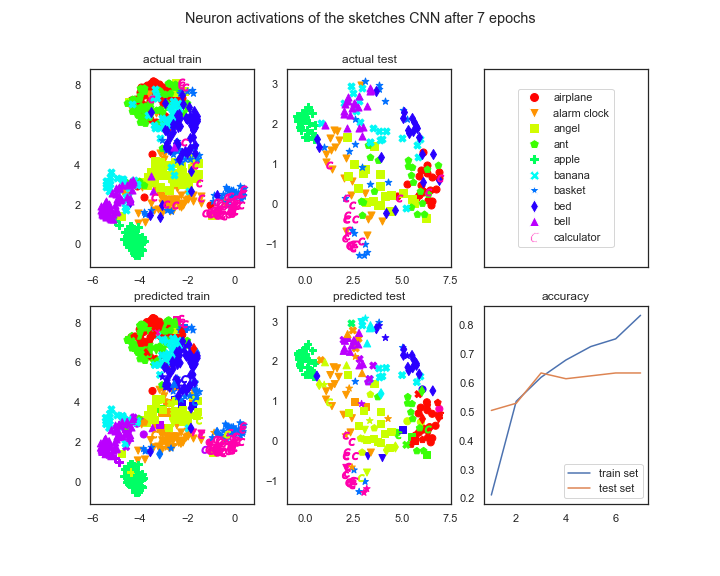 Neuron activations of the sketches CNN after 7 epochs
actual train
actual test
8
6
4
2
0
−6 −4 −2 0
3
2
1
0
−1
0.0 2.5 5.0 7.5
airplane
alarm clock
angel
ant
apple
banana
basket
bed
bell
calculator
predicted train
predicted test
accuracy
8
6
4
2
0
−6 −4 −2 0
3
2
1
0
−1
0.0 2.5 5.0 7.5
0.8
0.7
0.6
0.5
0.4
0.3
0.2
2 4 6
train set
test set